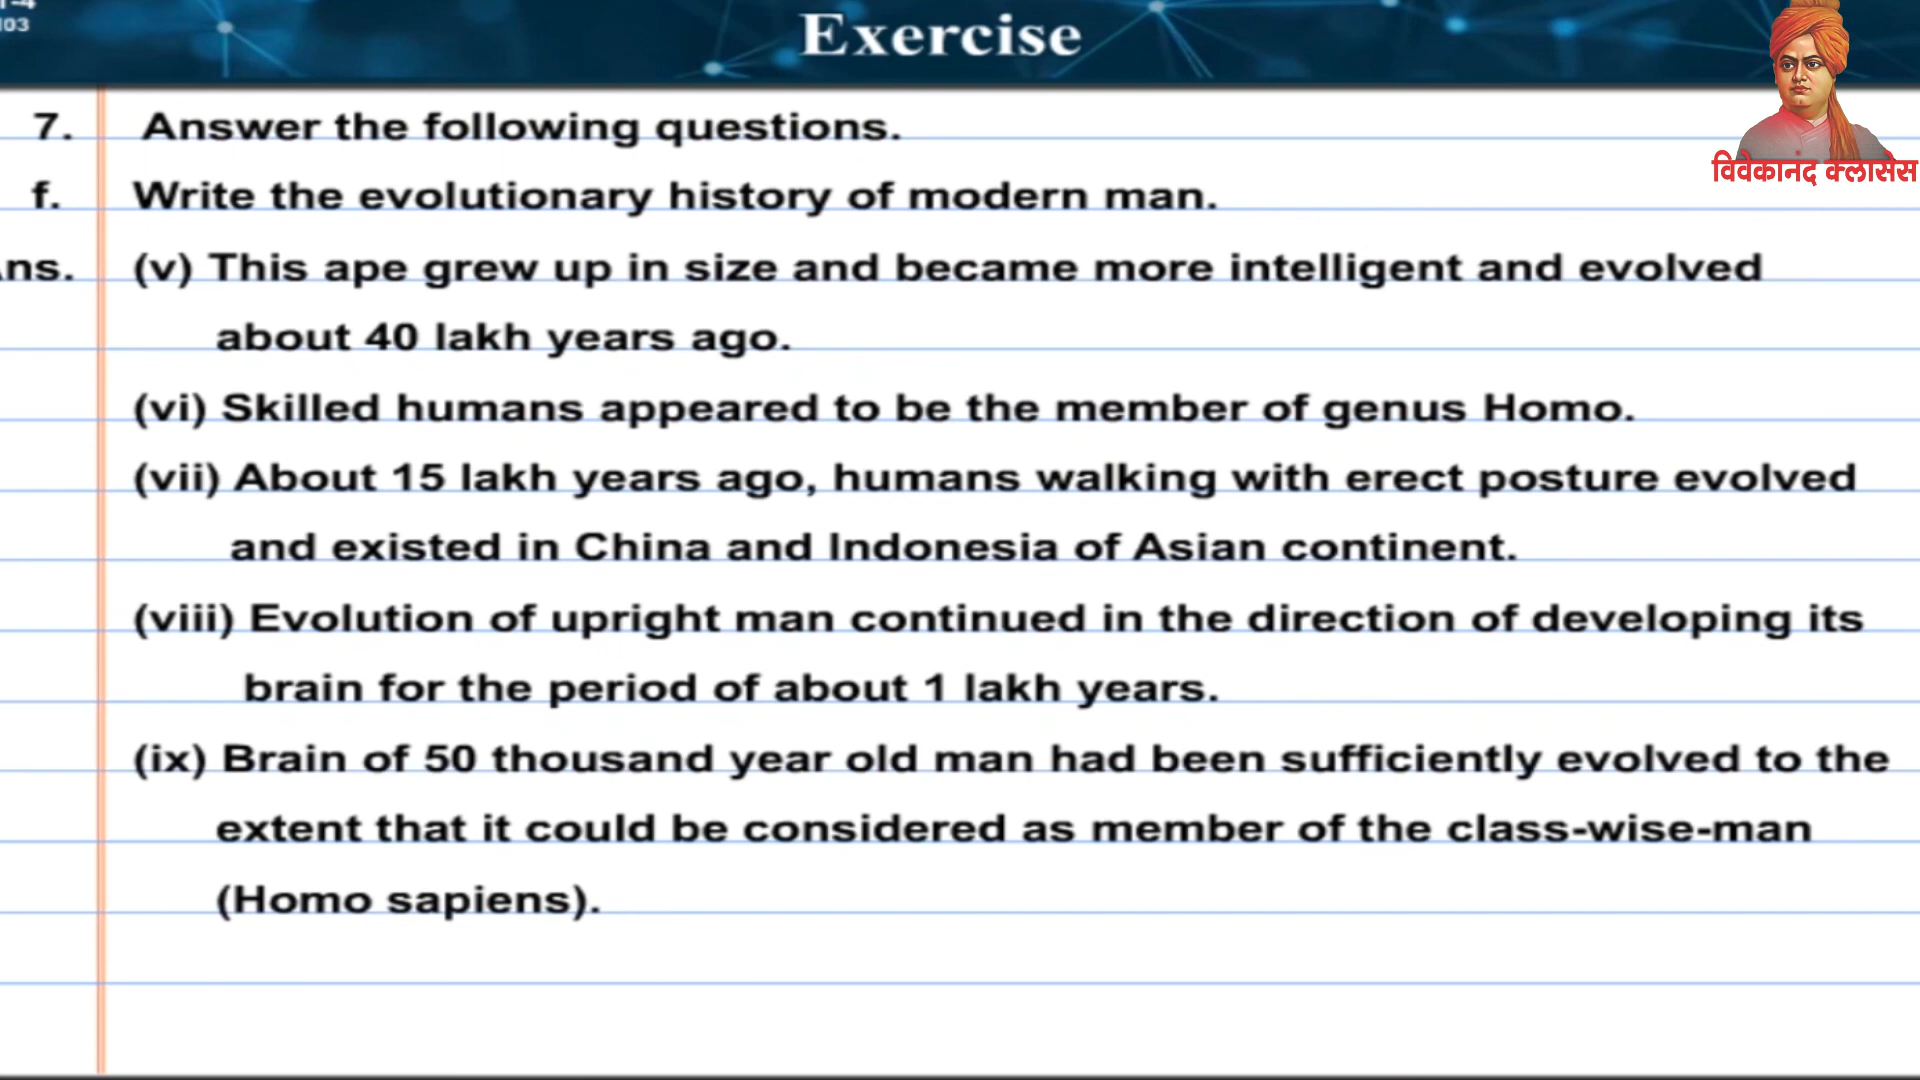 Exercise
विवेकानंद क्लासेस
7. Answer the following questions.
f. Write the evolutionary history of modern man.
(v) This ape grew up in size and became more intelligent and evolved
about 40 lakh years ago.
(vi) Skilled humans appeared to be the member of genus Homo.
(vii) About 15 lakh years ago, humans walking with erect posture evolved
and existed in China and Indonesia of Asian continent.
(viii) Evolution of upright man continued in the direction of developing its
brain for the period of about 1 lakh years.
(ix) Brain of 50 thousand year old man had been sufficiently evolved to the
extent that it could be considered as member of the class-wise-man
(Homo sapiens).